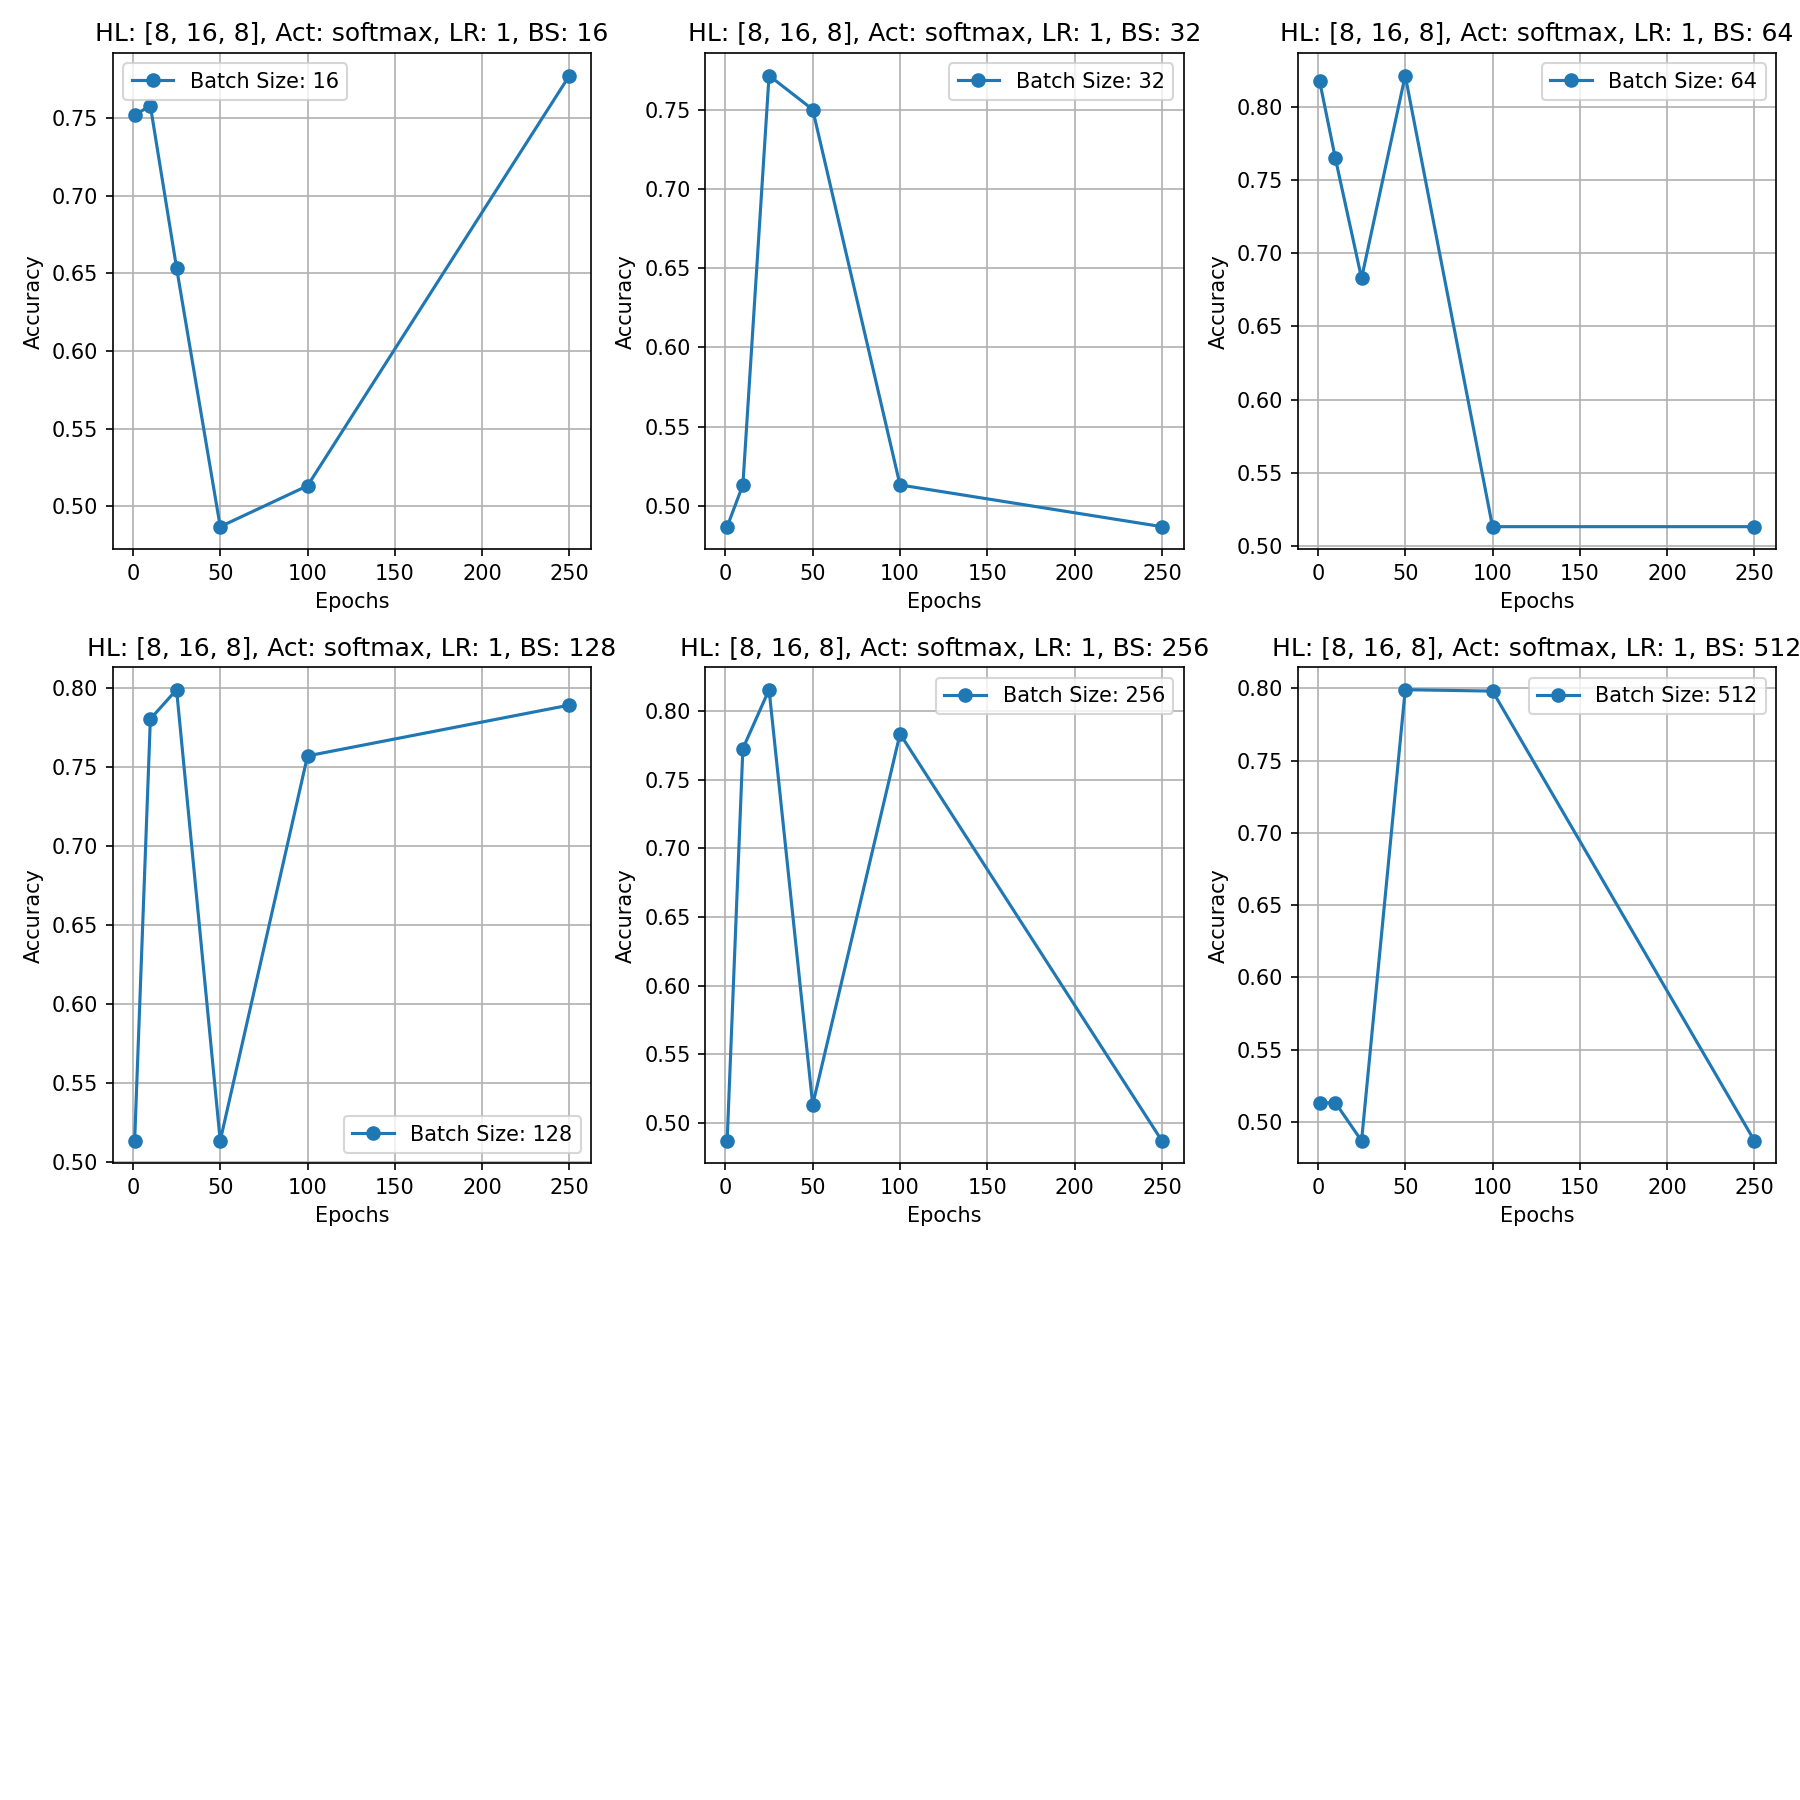 HL: [8, 16, 8], Act: softmax, LR: 1, BS: 16
Batch Size: 16
Accuracy
0.75
0.70
0.65
0.60
0.55
0.50
0 50 100 150 200 250
Epochs
HL: [8, 16, 8], Act: softmax, LR: 1, BS: 32
Batch Size: 32
Accuracy
0.75
0.70
0.65
0.60
0.55
0.50
0 50 100 150 200 250
Epochs
HL: [8, 16, 8], Act: softmax, LR: 1, BS: 64
Batch Size: 64
Accuracy
0.80
0.75
0.70
0.65
0.60
0.55
0.50
0 50 100 150 200 250
Epochs
HL: [8, 16, 8], Act: softmax, LR: 1, BS: 128
Accuracy
0.80
0.75
0.70
0.65
0.60
0.55
0.50
Batch Size: 128
0 50 100 150 200 250
Epochs
HL: [8, 16, 8], Act: softmax, LR: 1, BS: 256
Batch Size: 256
Accuracy
0.80
0.75
0.70
0.65
0.60
0.55
0.50
0 50 100 150 200 250
Epochs
HL: [8, 16, 8], Act: softmax, LR: 1, BS: 512
Batch Size: 512
Accuracy
0.80
0.75
0.70
0.65
0.60
0.55
0.50
0 50 100 150 200 250
Epochs